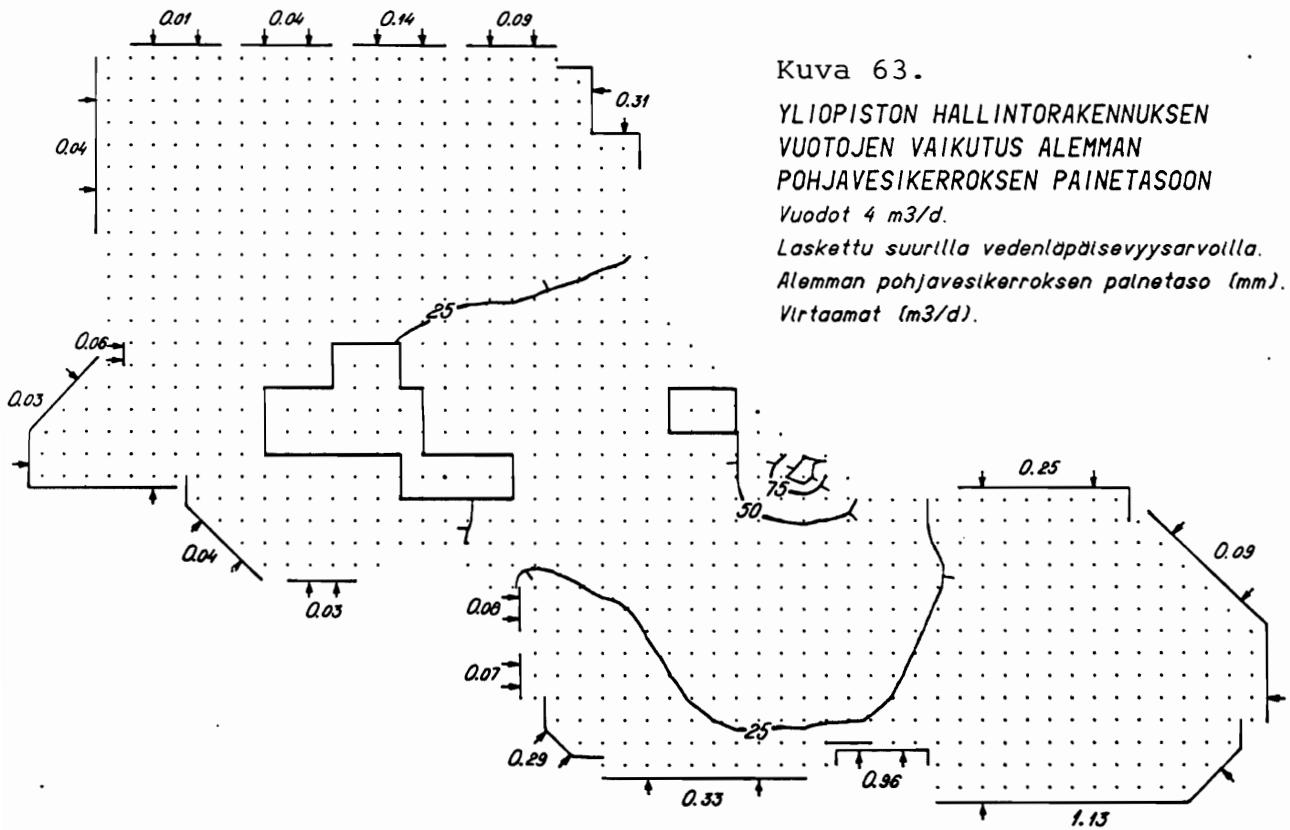 0.01 0.04 0.14 0.09
0.31
0.04
Kuva 63.
YLIOPISTON HALLINTORAKENNUKSEN
VUOTOJEN VAIKUTUS ALEMMAN
POHJAVESIKERROKSEN PAINETASOON
Vuodot 4 m3/d.
Laskettu suurilla vedenläpäisevyysarvoilla.
Alemman pohjavesikerroksen painetaso (mm).
Virtaamat (m3/d).
25
0.06
0.03
75
50
0.25
0.04
0.03
0.09
0.08
0.07
25
0.29
0.33
0.96
1.13